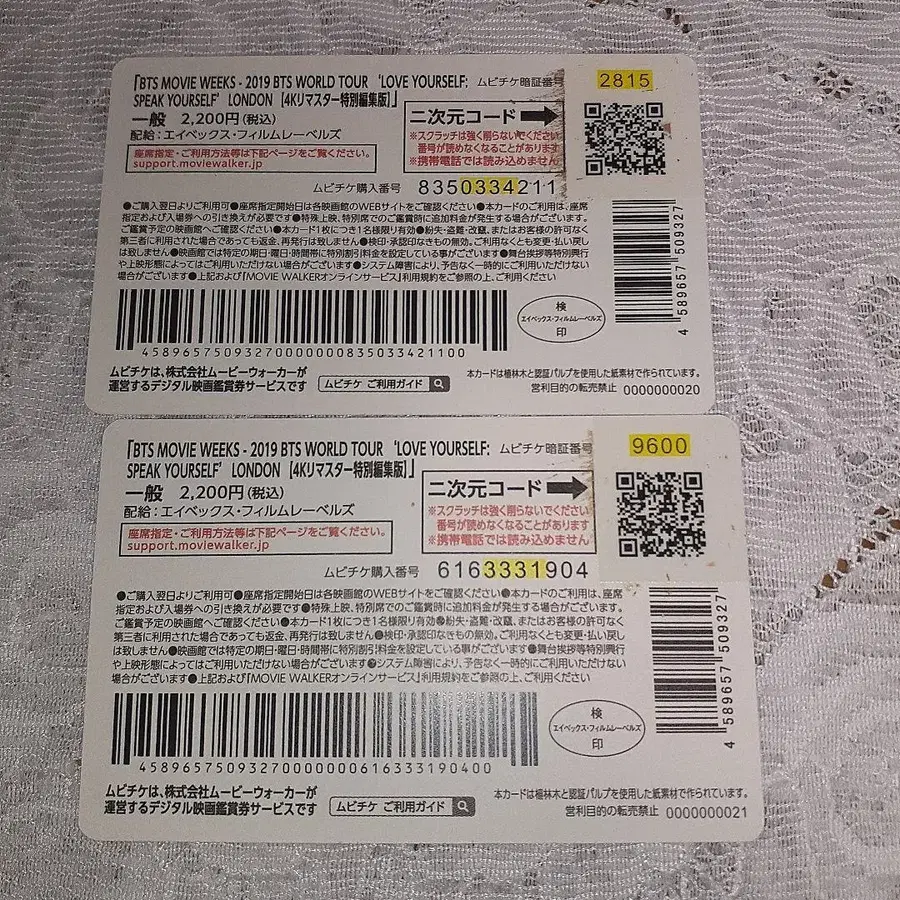 「BTS MOVIE WEEKS - 2019 BTS WORLD TOUR ‘LOVE YOURSELF:
SPEAK YOURSELF’ LONDON [4Kリマスター特別編集版]」
一般 2,200円(税込)
配給:エイベックス・フィルムレーベルズ
座席指定・ご利用方法等は下記ページをご覧ください。
support.moviewalker.jp
ムビチケ暗証番号
2815
二次元コード
※スクラッチは強く削らないでください
番号が読めなくなることがあります
※携帯電話では読み込めません
ムビチケ購入番号 8350334211
●ご購入翌日よりご利用可●座席指定開始日は各映画館のWEBサイトをご確認ください●本カードのご利用は、座席
指定および入場券への引き換えが必要です●特殊上映、特別席でのご鑑賞時に追加料金が発生する場合がございます。
ご鑑賞予定の映画館へご確認ください●本カード1枚につき1名様限り有効●紛失・盗難・改竄、またはお客様の許可なく
第三者に利用された場合であっても返金、再発行は致しません●検印・承認印なきもの無効。ご利用なくとも変更・払い戻し
は致しません●映画館では特定の期日・曜日・時間帯に特別割引料金を設定している事がございます●舞台挨拶等特別興行
や上映形態によってはご利用いただけない場合がございます●システム障害により、予告なく一時的にご利用いただけない
場合がございます●上記および『MOVIE WALKERオンラインサービス』利用規約をご参照の上、ご利用ください
4589657509327000000083503342110​0
検
エイベックス・フィルムレーベルズ
印
4 589657 509327
ムビチケは、株式会社ムービーウォーカーが
運営するデジタル映画鑑賞券サービスです
ムビチケ ご利用ガイド
本カードは植林木と認証パルプを使用した紙素材で作られています。
営利目的の転売禁止 0000000020
「BTS MOVIE WEEKS - 2019 BTS WORLD TOUR ‘LOVE YOURSELF:
SPEAK YOURSELF’ LONDON [4Kリマスター特別編集版]」
一般 2,200円(税込)
配給:エイベックス・フィルムレーベルズ
座席指定・ご利用方法等は下記ページをご覧ください。
support.moviewalker.jp
ムビチケ暗証番号
9600
二次元コード
※スクラッチは強く削らないでください
番号が読めなくなることがあります
※携帯電話では読み込めません
ムビチケ購入番号 6163331904
●ご購入翌日よりご利用可●座席指定開始日は各映画館のWEBサイトをご確認ください●本カードのご利用は、座席
指定および入場券への引き換えが必要です●特殊上映、特別席でのご鑑賞時に追加料金が発生する場合がございます。
ご鑑賞予定の映画館へご確認ください●本カード1枚につき1名様限り有効●紛失・盗難・改竄、またはお客様の許可なく
第三者に利用された場合であっても返金、再発行は致しません●検印・承認印なきもの無効。ご利用なくとも変更・払い戻し
は致しません●映画館では特定の期日・曜日・時間帯に特別割引料金を設定している事がございます●舞台挨拶等特別興行
や上映形態によってはご利用いただけない場合がございます●システム障害により、予告なく一時的にご利用いただけない
場合がございます●上記および『MOVIE WALKERオンラインサービス』利用規約をご参照の上、ご利用ください
4589657509327000000061633319​0400
検
エイベックス・フィルムレーベルズ
印
4 589657 509327
ムビチケは、株式会社ムービーウォーカーが
運営するデジタル映画鑑賞券サービスです
ムビチケ ご利用ガイド
本カードは植林木と認証パルプを使用した紙素材で作られています。
営利目的の転売禁止 0000000021